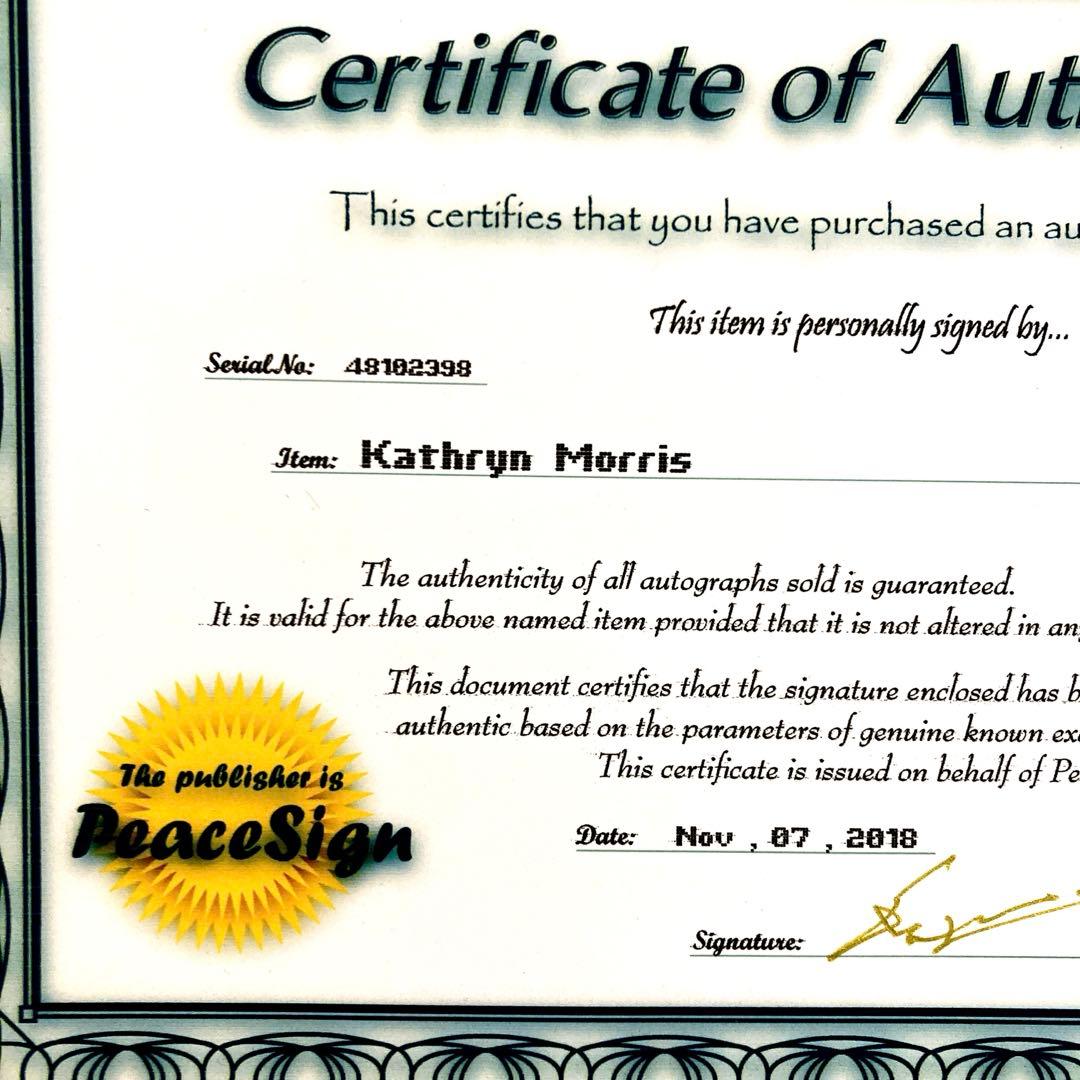 Certificate of Aut
This certifies that you have purchased an au
This item is personally signed by...
Serial.No: 48102398
Item: Kathryn Morris
The authenticity of all autographs sold is guaranteed.
It is valid for the above named item provided that it is not altered in any
This document certifies that the signature enclosed has b
authentic based on the parameters of genuine known exa
This certificate is issued on behalf of Pe
The publisher is
PeaceSign
Date: Nov , 07 , 2018
Signature: